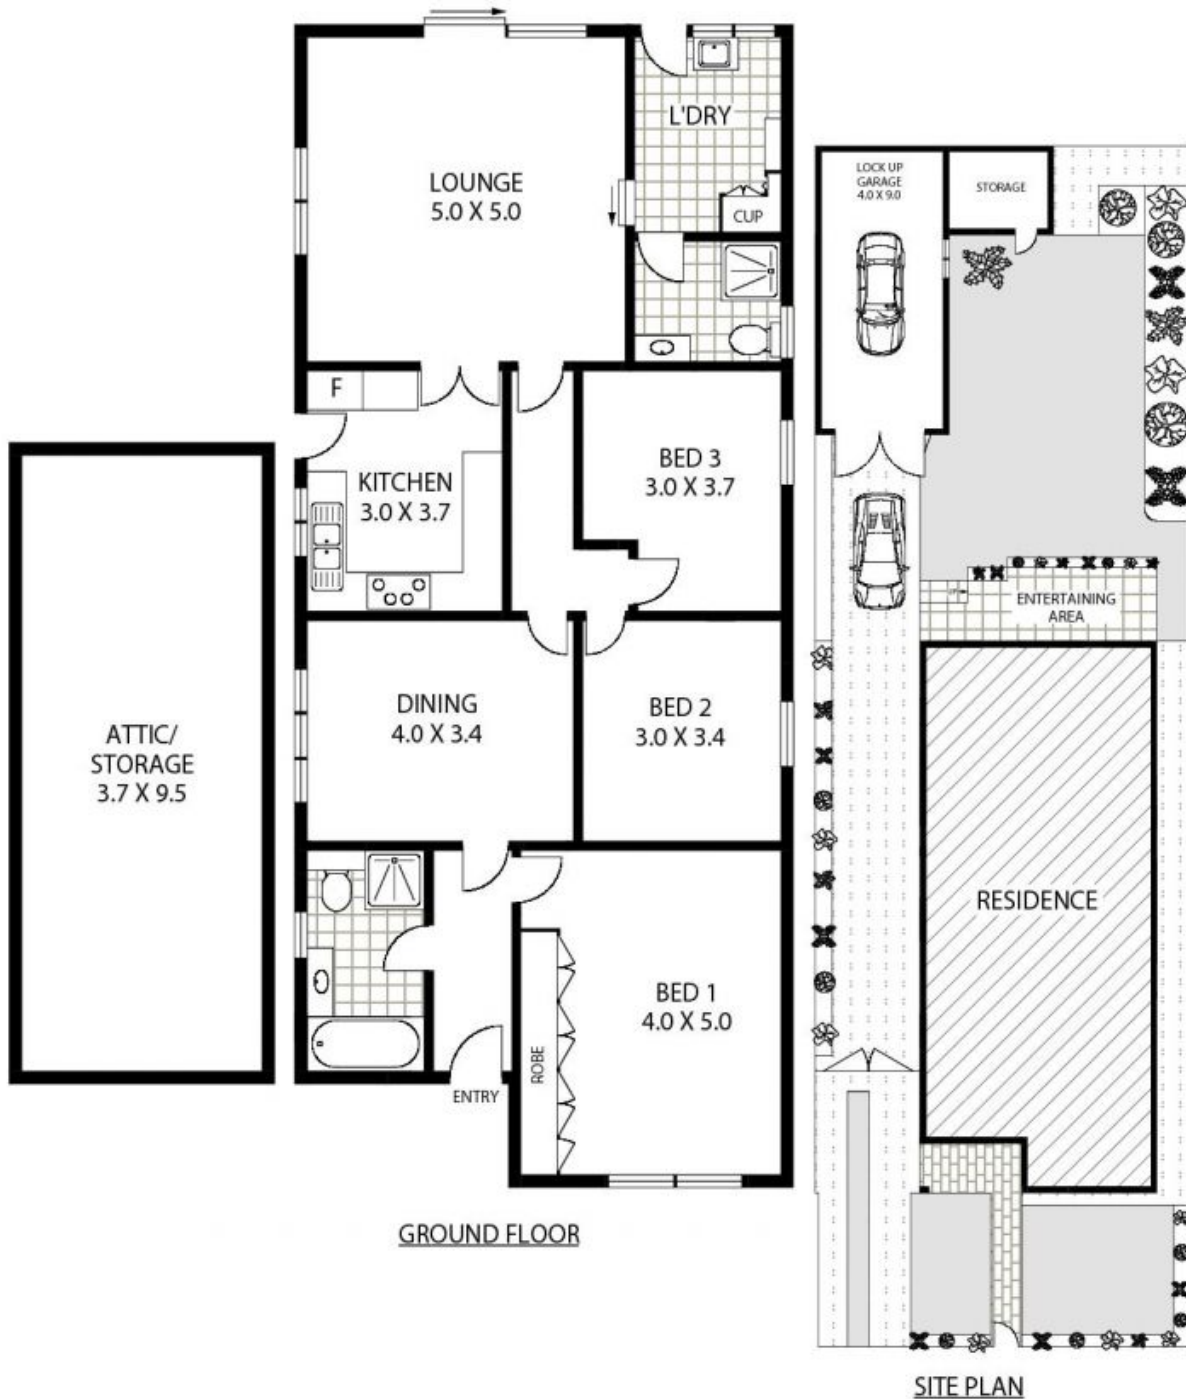 LOUNGE
5.0 X 5.0
L'DRY
CUP
F
KITCHEN
3.0 X 3.7
BED 3
3.0 X 3.7
DINING
4.0 X 3.4
BED 2
3.0 X 3.4
ATTIC/
STORAGE
3.7 X 9.5
BED 1
4.0 X 5.0
ROBE
ENTRY
GROUND FLOOR
LOCK UP
GARAGE
4.0 X 9.0
STORAGE
ENTERTAINING
AREA
RESIDENCE
SITE PLAN